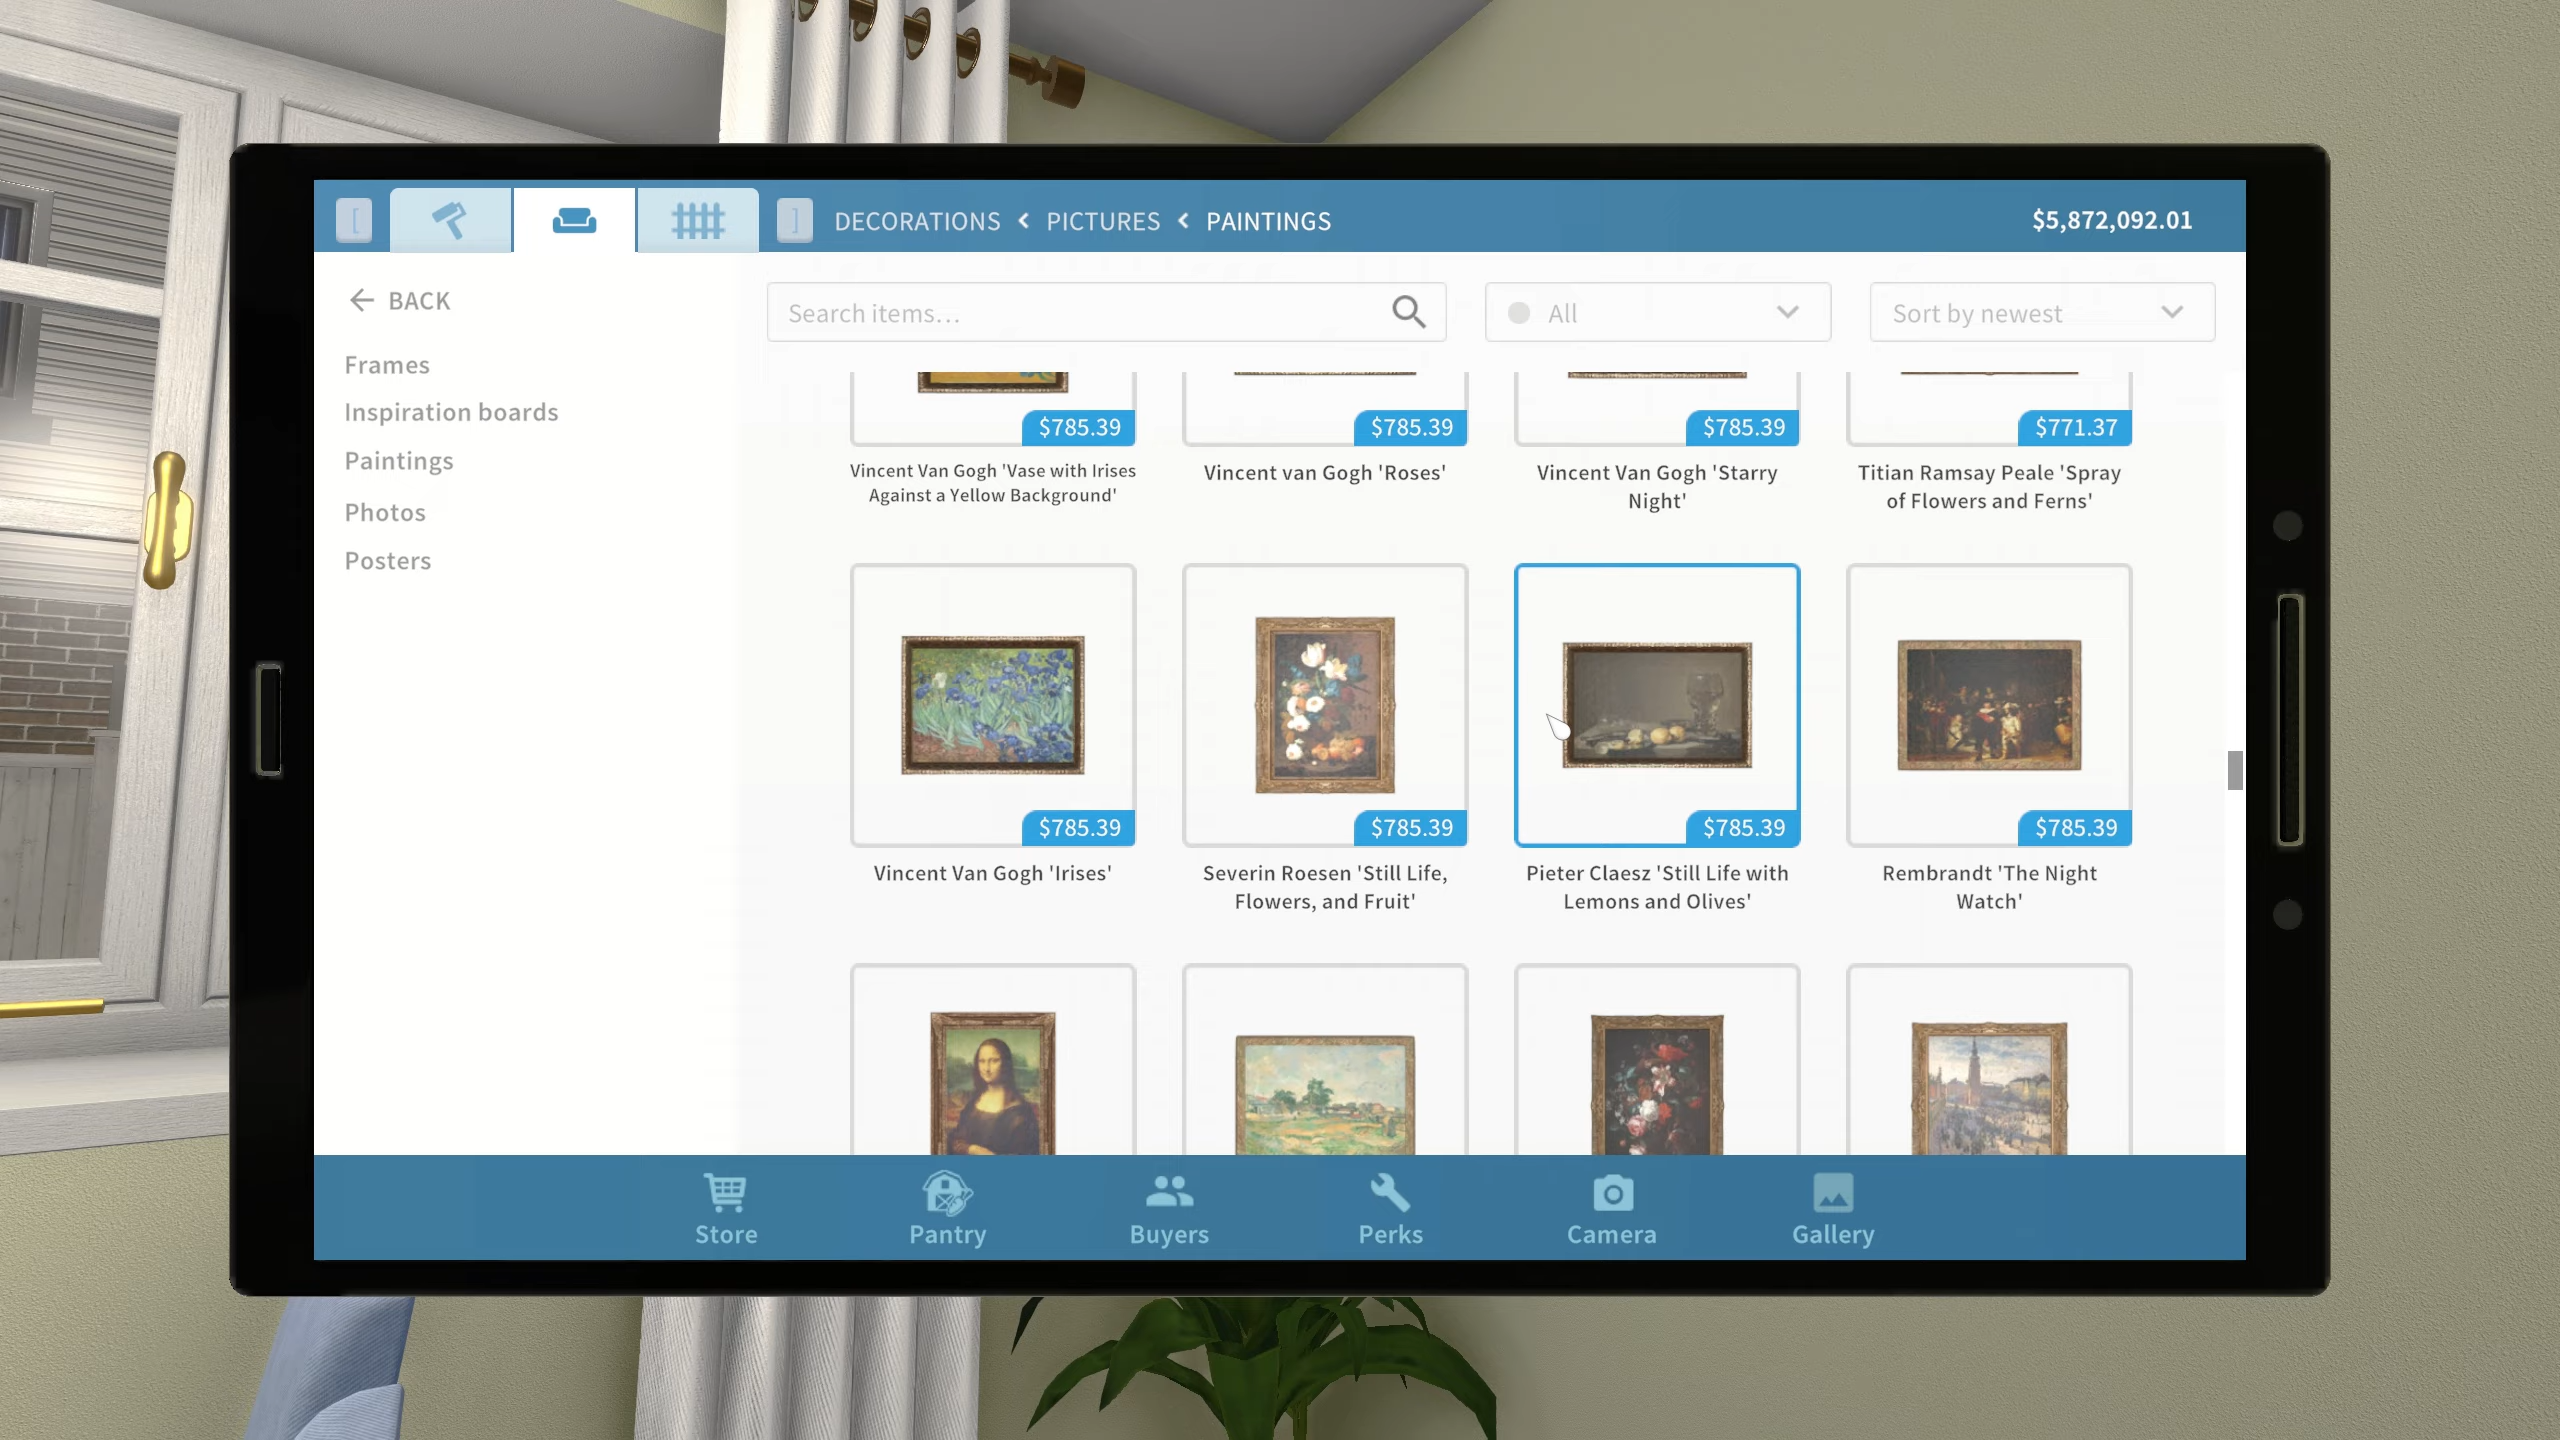 [
]
DECORATIONS < PICTURES < PAINTINGS
$5,872,092.01
BACK
Frames
Inspiration boards
Paintings
Photos
Posters
Search items...
All
Sort by newest
$785.39
$785.39
$785.39
$771.37
Vincent Van Gogh 'Vase with Irises
Against a Yellow Background'
Vincent van Gogh 'Roses'
Vincent Van Gogh 'Starry
Night'
Titian Ramsay Peale 'Spray
of Flowers and Ferns'
$785.39
$785.39
$785.39
$785.39
Vincent Van Gogh 'Irises'
Severin Roesen 'Still Life,
Flowers, and Fruit'
Pieter Claesz 'Still Life with
Lemons and Olives'
Rembrandt 'The Night
Watch'
Store
Pantry
Buyers
Perks
Camera
Gallery